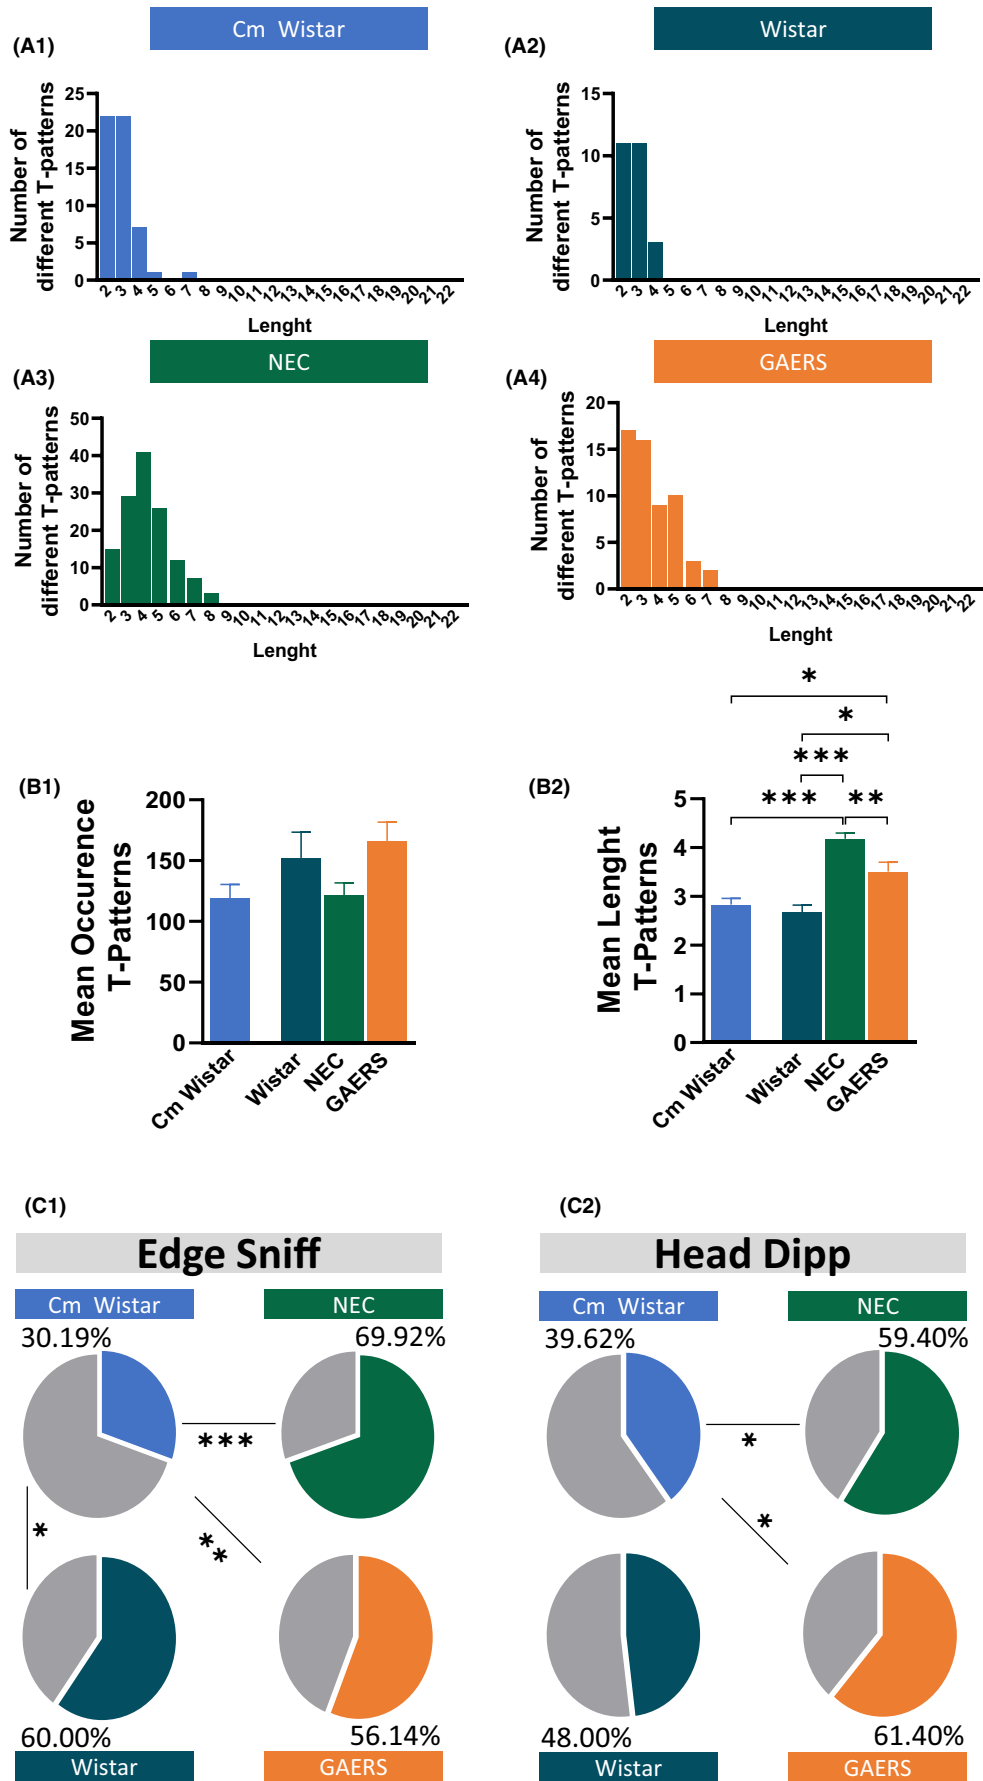 (A1)
Cm Wistar
Number of
different T-patterns
25
20
15
10
5
0
2 3 4 5 6 7 8 9 10 11 12 13 14 15 16 17 18 19 20 21 22
Lenght
(A2)
Wistar
Number of
different T-patterns
15
10
5
0
2 3 4 5 6 7 8 9 10 11 12 13 14 15 16 17 18 19 20 21 22
Lenght
(A3)
NEC
Number of
different T-patterns
50
40
30
20
10
0
2 3 4 5 6 7 8 9 10 11 12 13 14 15 16 17 18 19 20 21 22
Lenght
(A4)
GAERS
Number of
different T-patterns
20
15
10
5
0
2 3 4 5 6 7 8 9 10 11 12 13 14 15 16 17 18 19 20 21 22
Lenght
(B1)
Mean Occurence
T-Patterns
200
150
100
50
0
Cm Wistar
Wistar
NEC
GAERS
(B2)
*
*
***
*** **
Mean Lenght
T-Patterns
5
4
3
2
1
0
Cm Wistar
Wistar
NEC
GAERS
(C1)
Edge Sniff
Cm Wistar
NEC
30.19%
69.92%
***
*
**
60.00%
56.14%
Wistar
GAERS
(C2)
Head Dipp
Cm Wistar
NEC
39.62%
59.40%
*
*
48.00%
61.40%
Wistar
GAERS